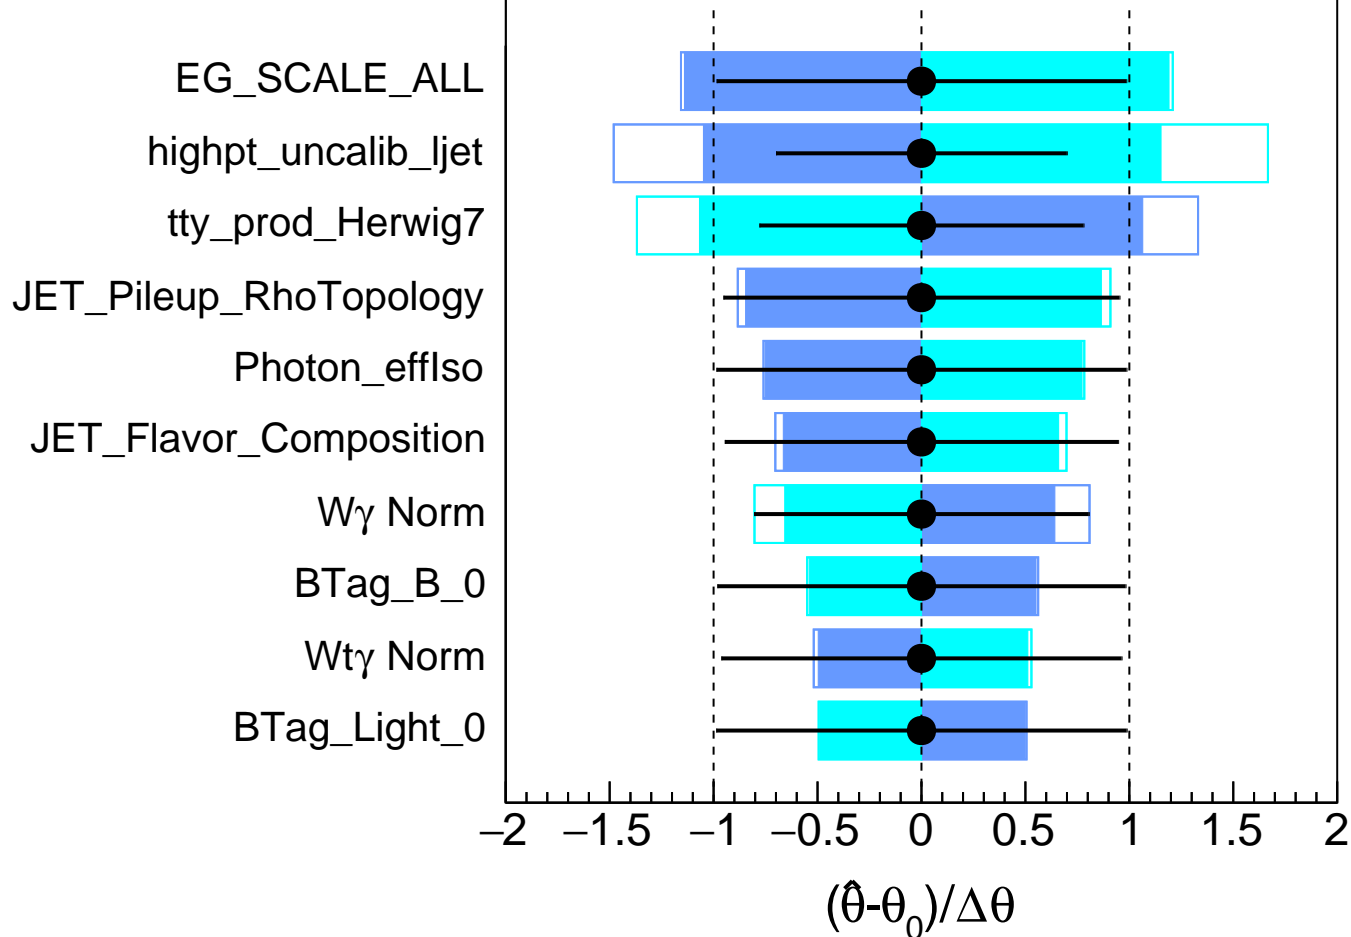 EG_SCALE_ALL
highpt_uncalib_ljet
tty_prod_Herwig7
JET_Pileup_RhoTopology
Photon_effIso
JET_Flavor_Composition
Wγ Norm
BTag_B_0
Wtγ Norm
BTag_Light_0
−2 −1.5 −1 −0.5 0 0.5 1 1.5 2
(θ̂-θ₀)/Δθ